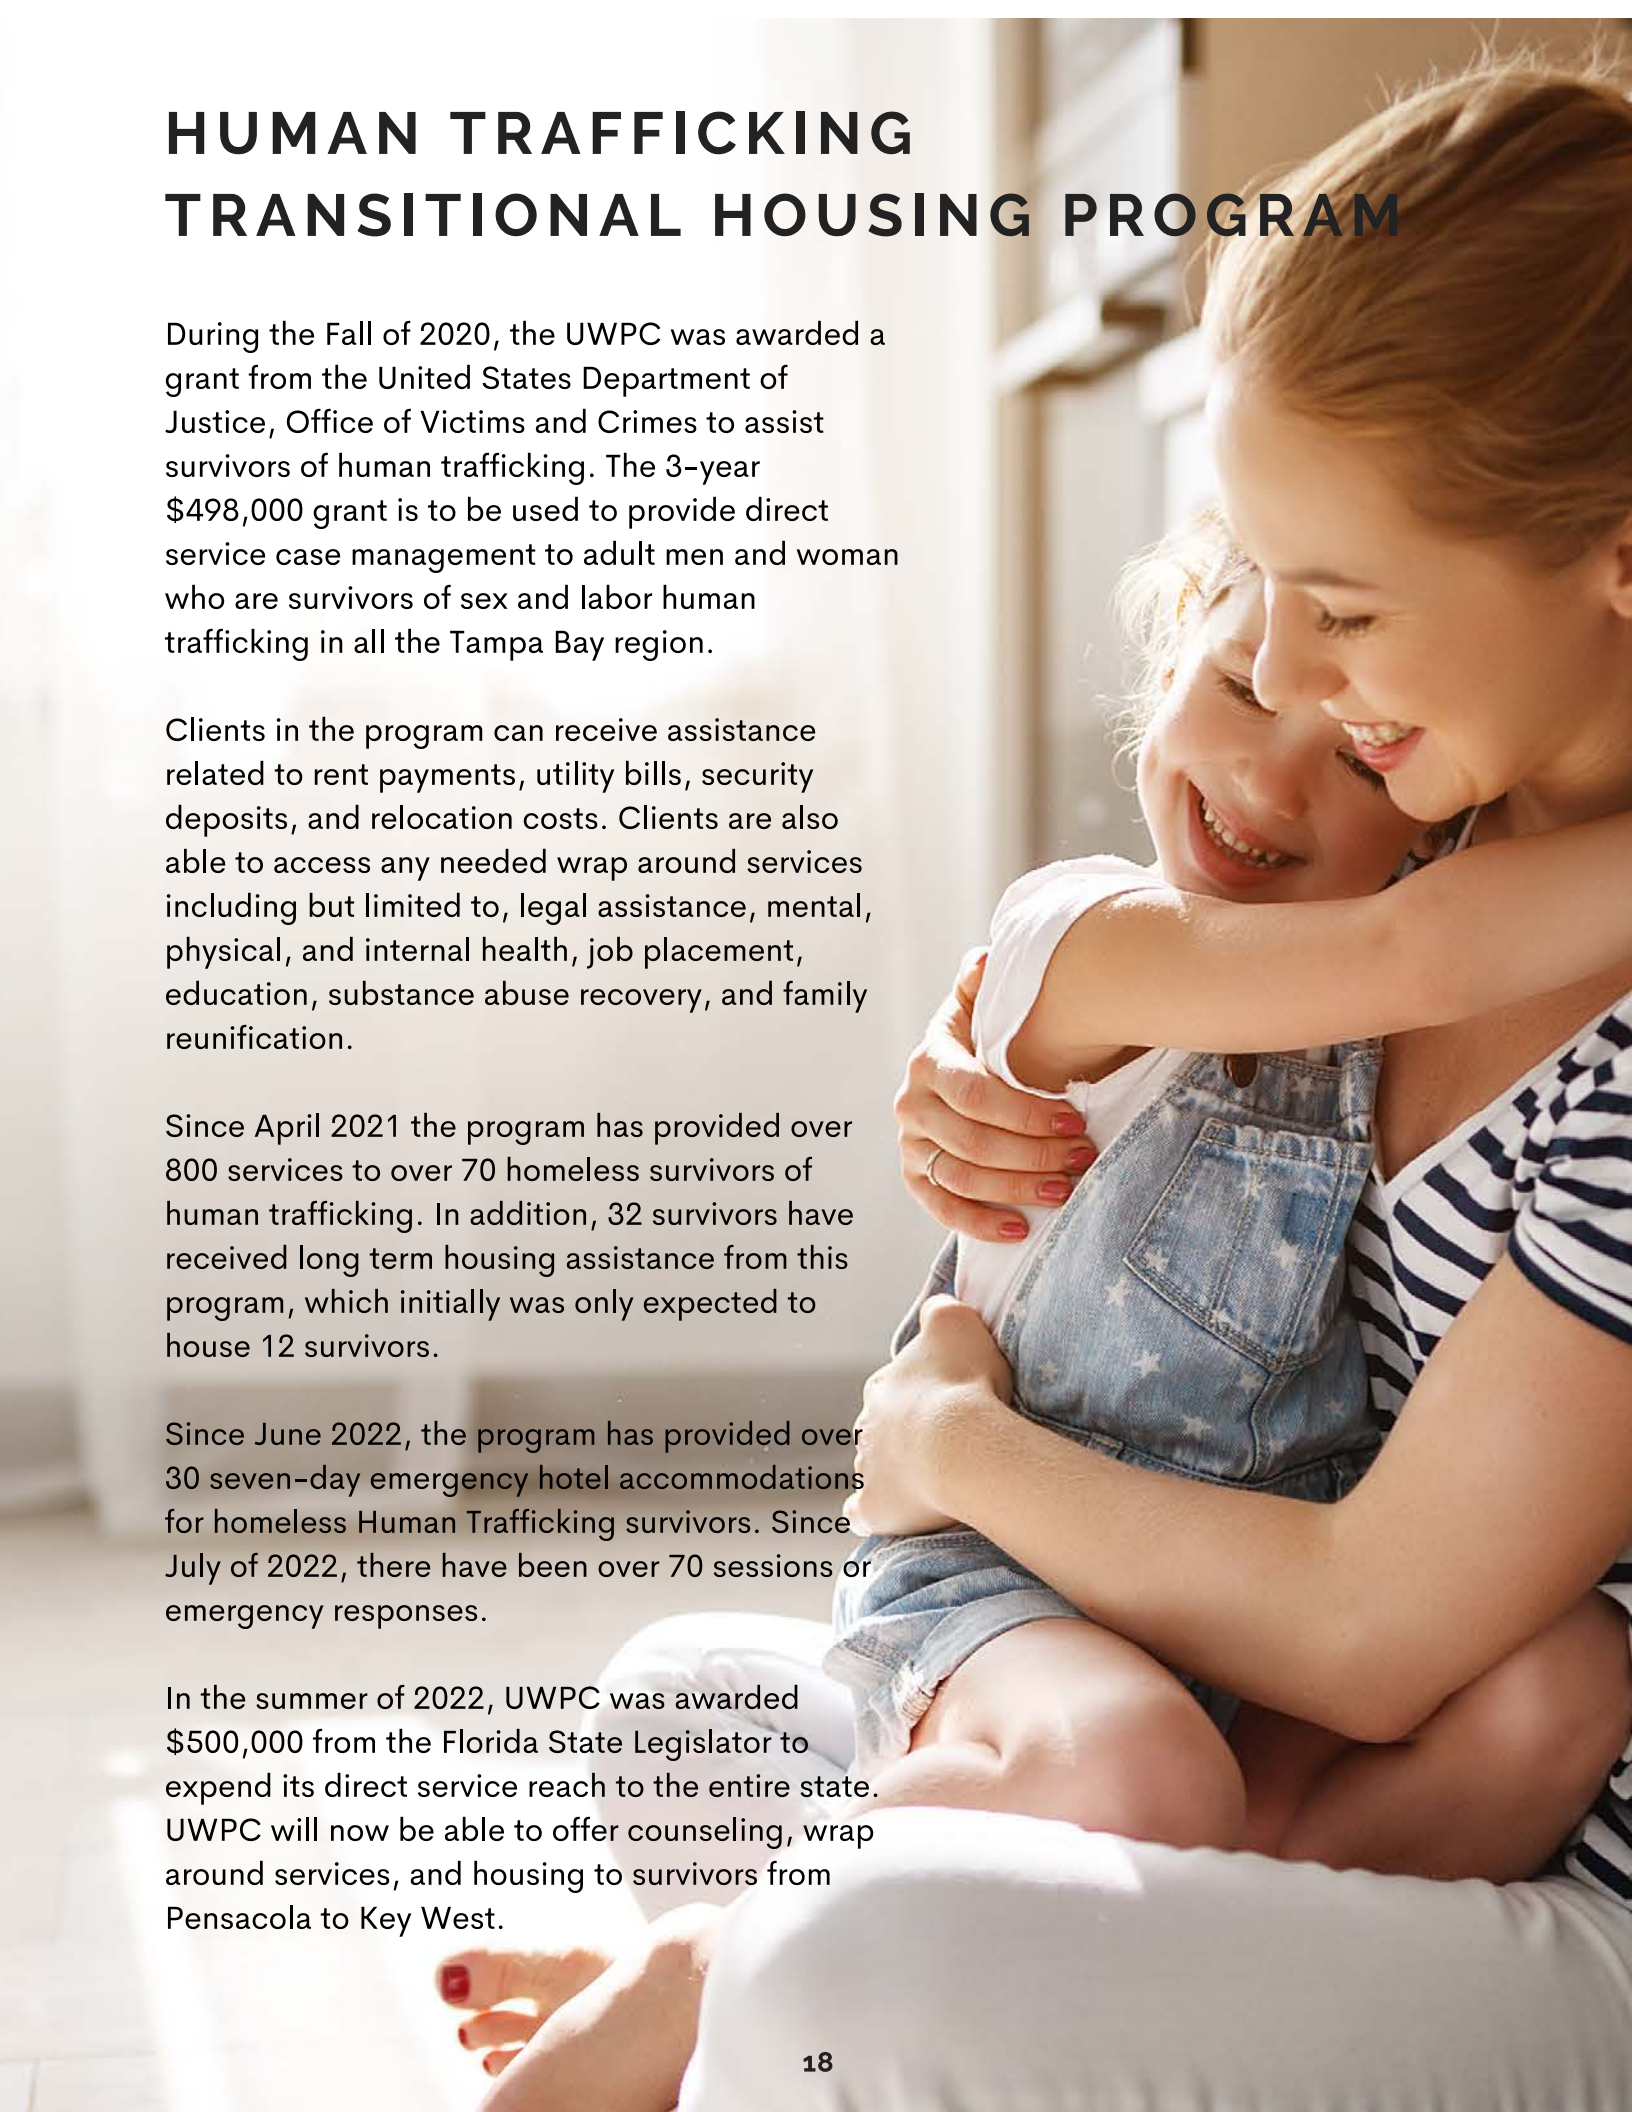 HUMAN TRAFFICKING
TRANSITIONAL HOUSING PROGRAM
During the Fall of 2020, the UWPC was awarded a
grant from the United States Department of
Justice, Office of Victims and Crimes to assist
survivors of human trafficking. The 3-year
$498,000 grant is to be used to provide direct
service case management to adult men and woman
who are survivors of sex and labor human
trafficking in all the Tampa Bay region.
Clients in the program can receive assistance
related to rent payments, utility bills, security
deposits, and relocation costs. Clients are also
able to access any needed wrap around services
including but limited to, legal assistance, mental,
physical, and internal health, job placement,
education, substance abuse recovery, and family
reunification.
Since April 2021 the program has provided over
800 services to over 70 homeless survivors of
human trafficking. In addition, 32 survivors have
received long term housing assistance from this
program, which initially was only expected to
house 12 survivors.
Since June 2022, the program has provided over
30 seven-day emergency hotel accommodations
for homeless Human Trafficking survivors. Since
July of 2022, there have been over 70 sessions or
emergency responses.
In the summer of 2022, UWPC was awarded
$500,000 from the Florida State Legislator to
expend its direct service reach to the entire state.
UWPC will now be able to offer counseling, wrap
around services, and housing to survivors from
Pensacola to Key West.
18